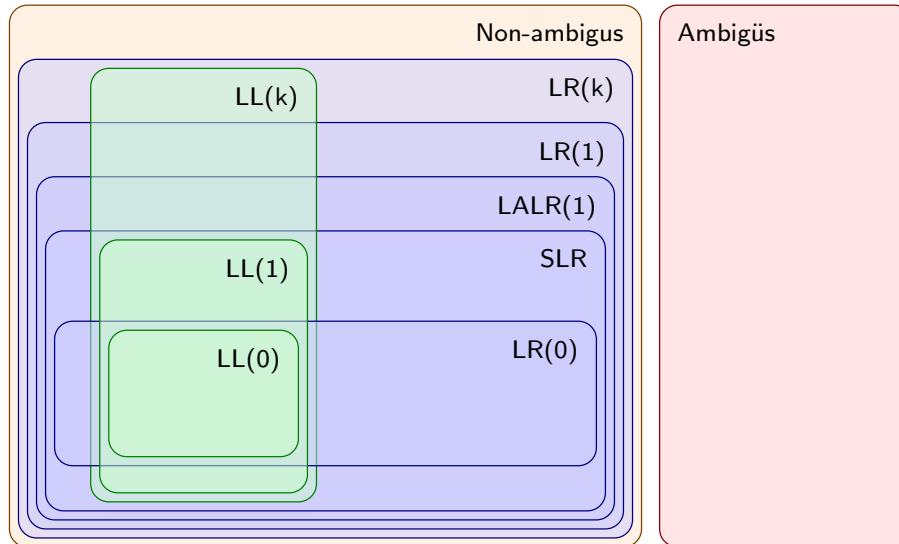 Non-ambigus
Ambigüs
LL(k)
LR(k)
LR(1)
LALR(1)
LL(1)
SLR
LL(0)
LR(0)